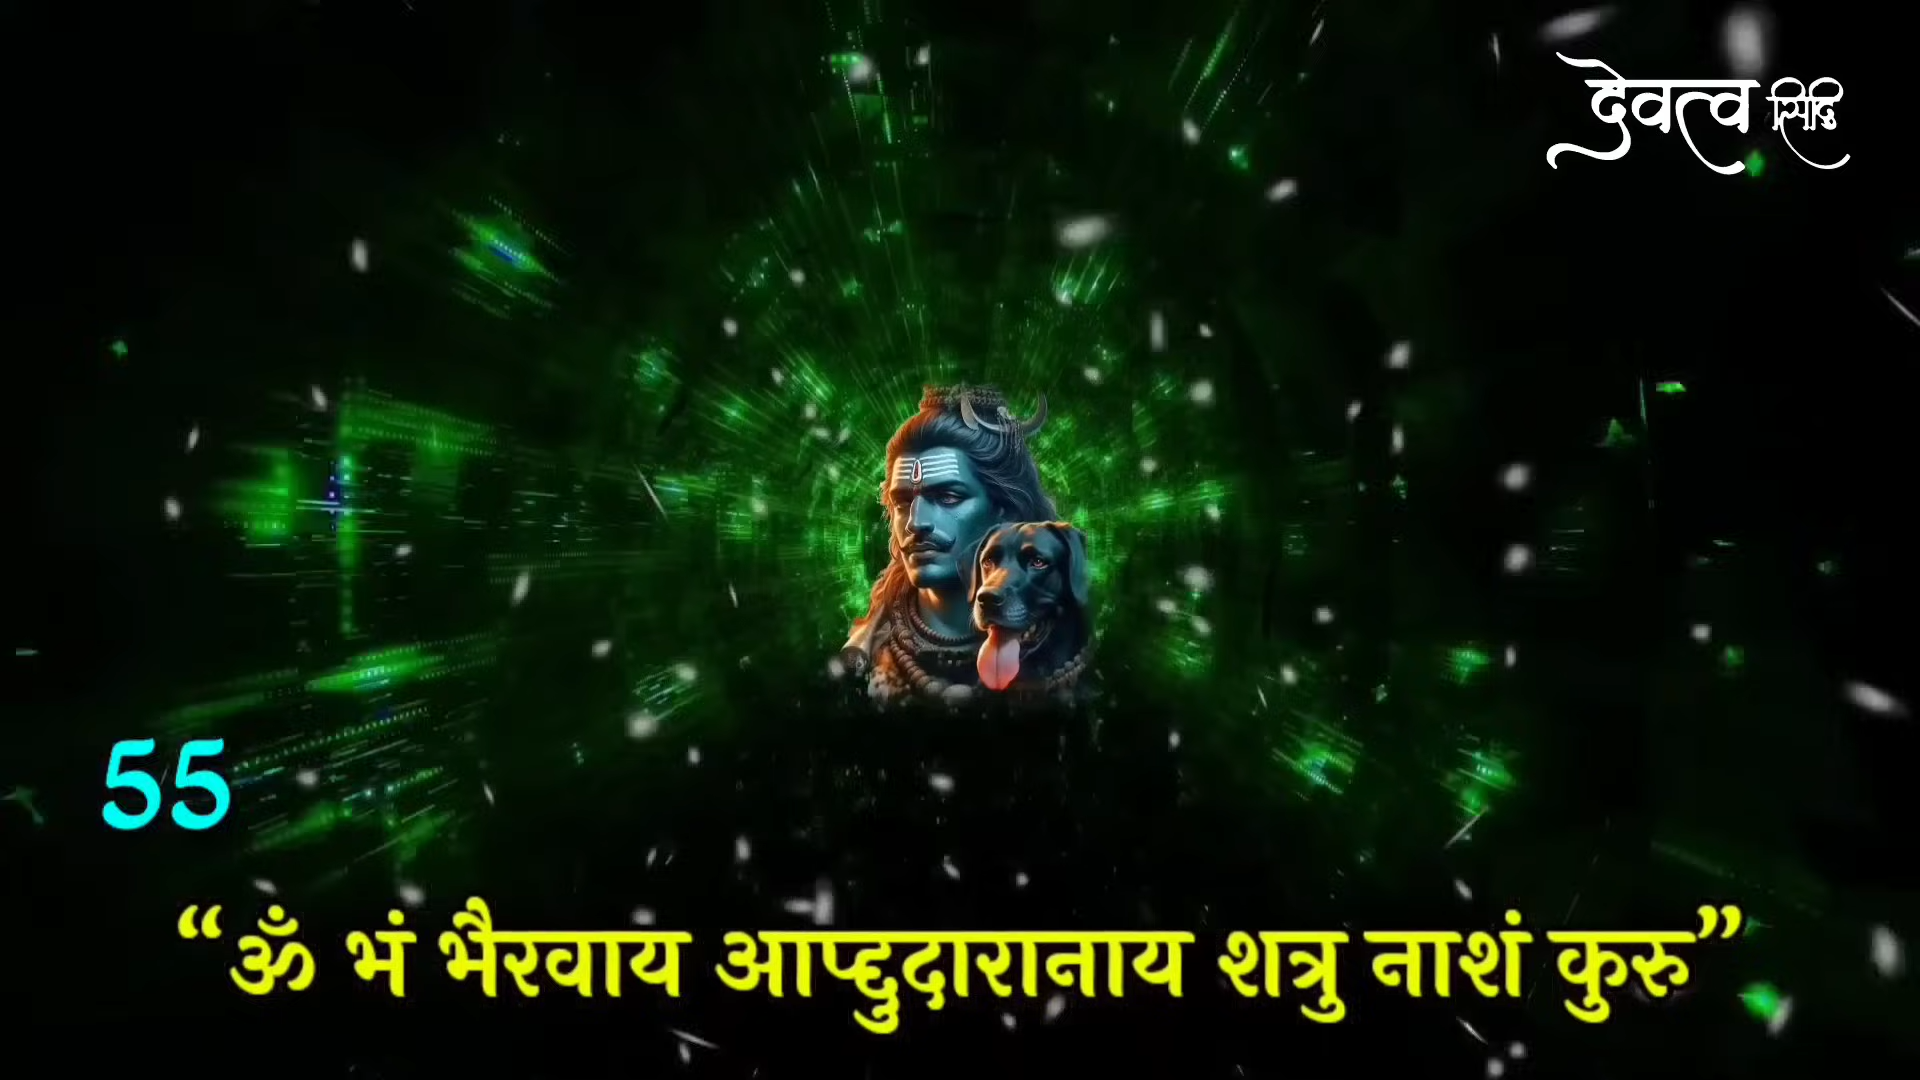 देवत्व सिद्धि
55
“ॐ भं भैरवाय आप्द्दुदारानाय शत्रु नाशं कुरु”